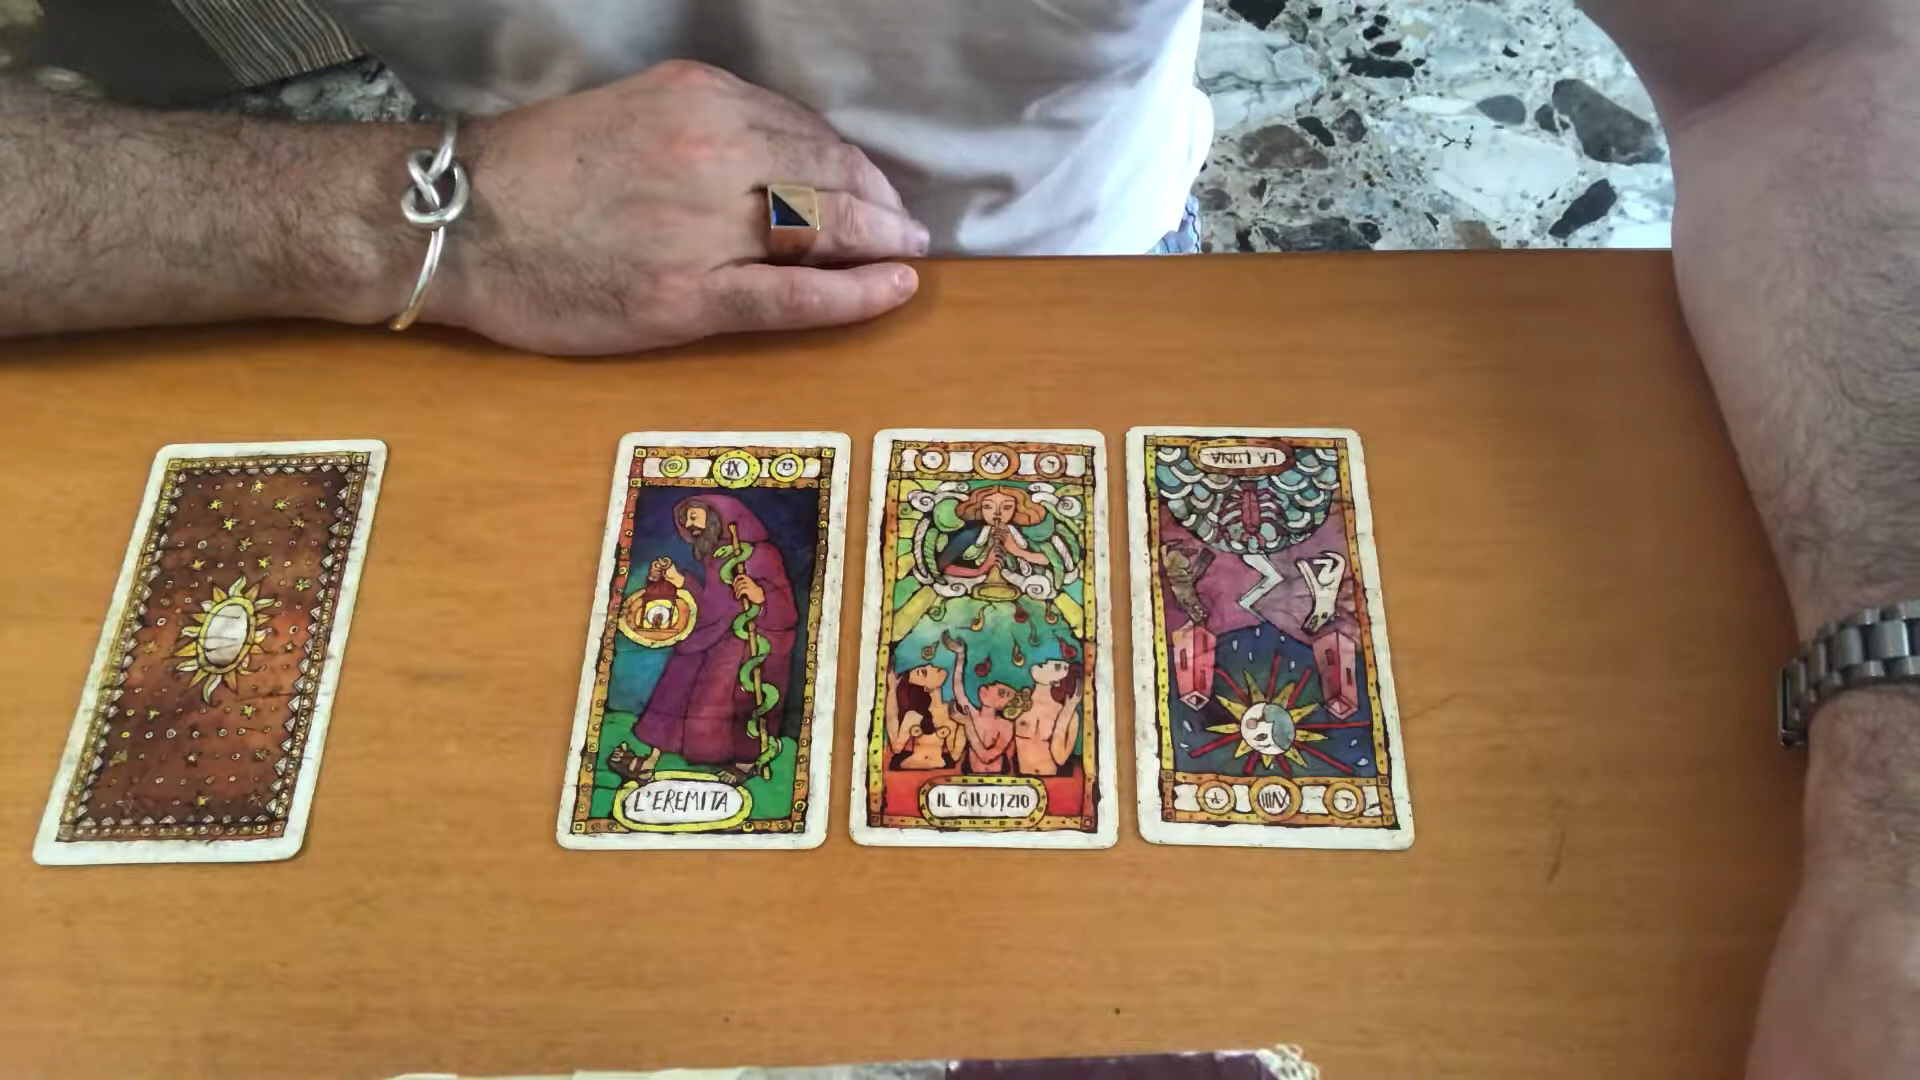 IX
L'EREMITA
XX
IL GIUDIZIO
LA LUNA
XVIII